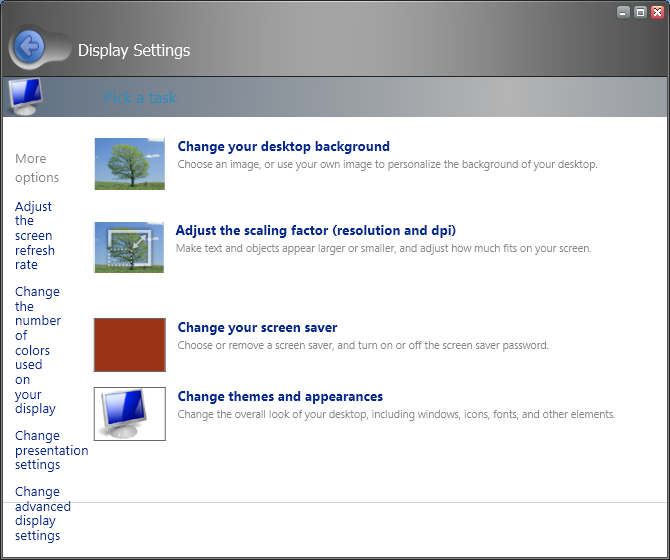 Display Settings
Pick a task
More
options
Adjust
the
screen
refresh
rate
Change
the
number
of
colors
used
on
your
display
Change
presentation
settings
Change
advanced
display
settings
Change your desktop background
Choose an image, or use your own image to personalize the background of your desktop.
Adjust the scaling factor (resolution and dpi)
Make text and objects appear larger or smaller, and adjust how much fits on your screen.
Change your screen saver
Choose or remove a screen saver, and turn on or off the screen saver password.
Change themes and appearances
Change the overall look of your desktop, including windows, icons, fonts, and other elements.